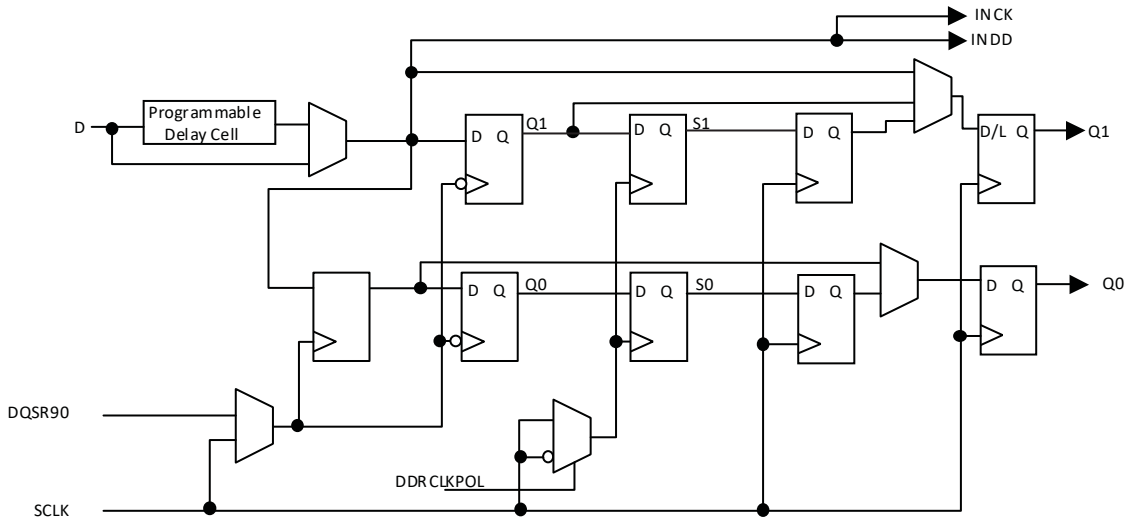 INCK
INDD
Programmable
Delay Cell
D
D Q
Q1
D Q
S1
D Q
D/L Q
Q1
D Q
Q0
D Q
S0
D Q
D Q
Q0
DQSR90
DDRCLKPOL
SCLK